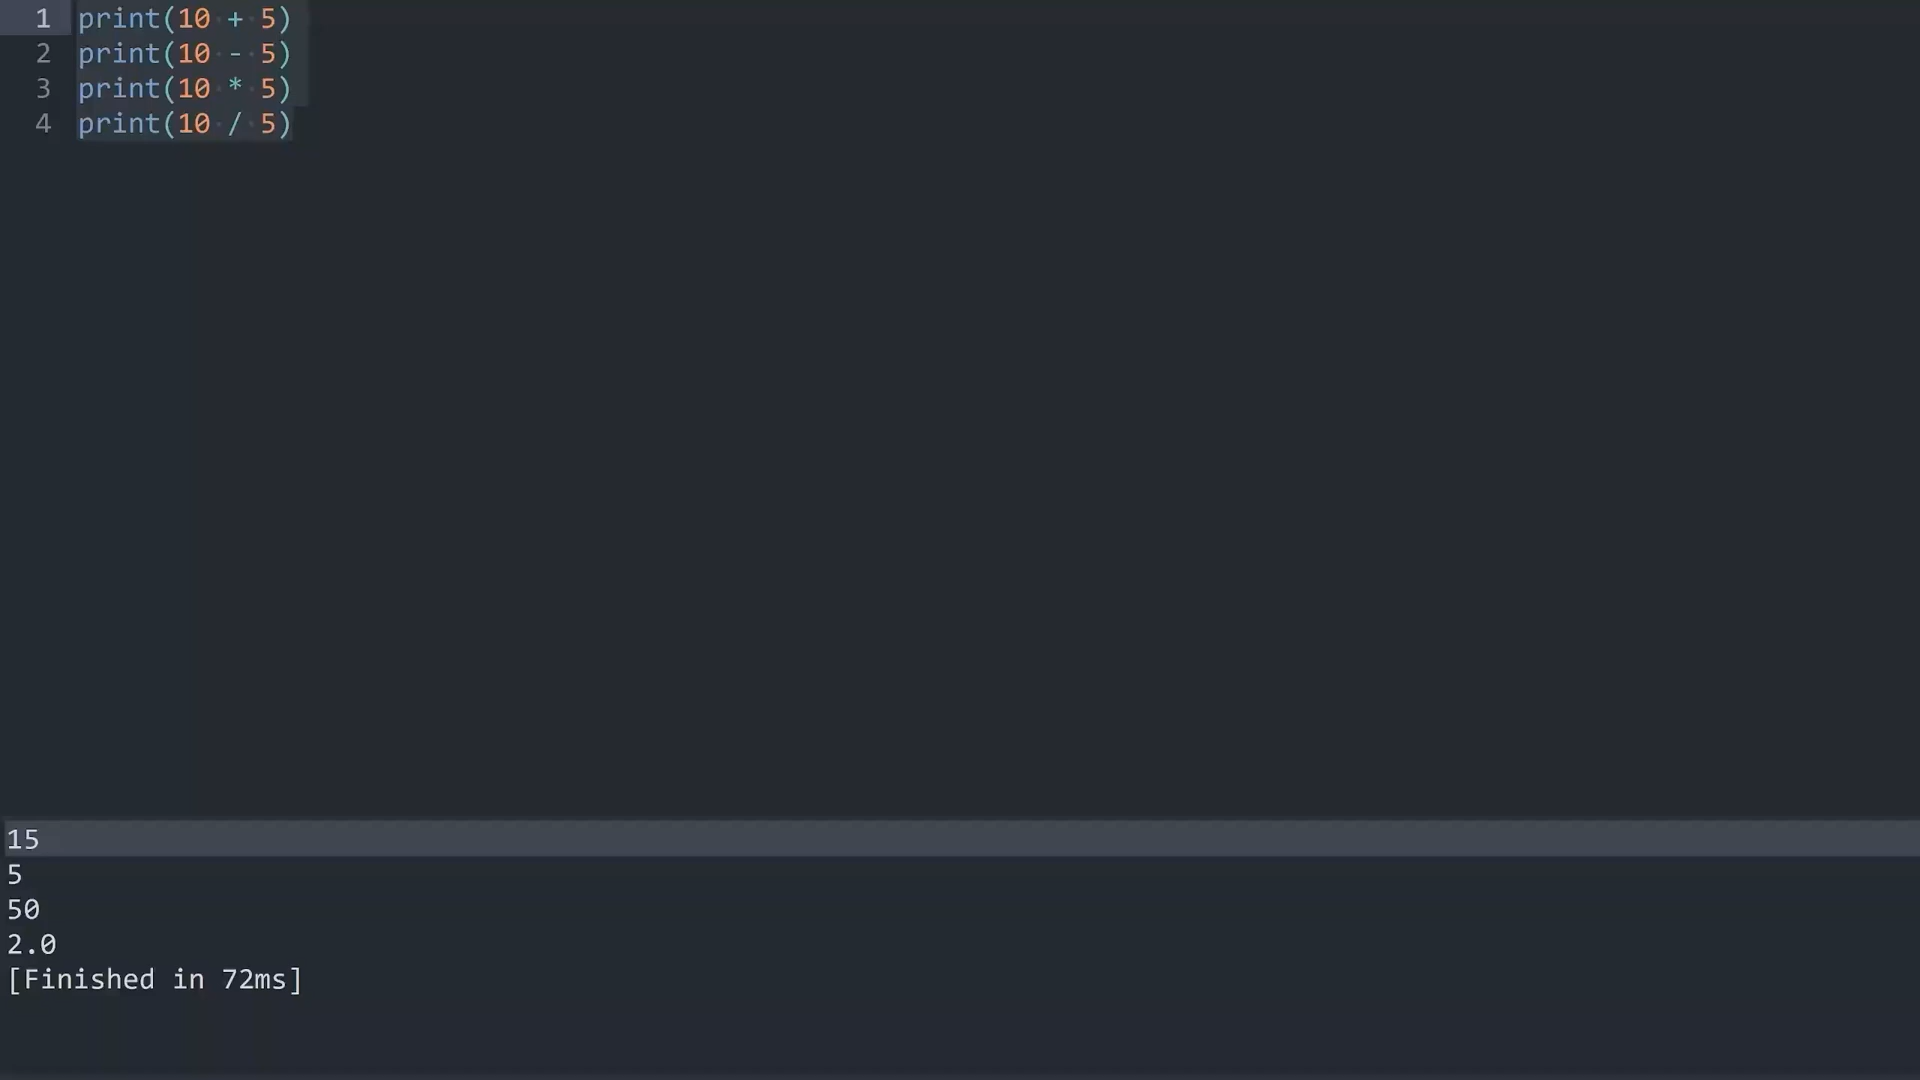 1 print(10 + 5)
2 print(10 - 5)
3 print(10 * 5)
4 print(10 / 5)
15
5
50
2.0
[Finished in 72ms]